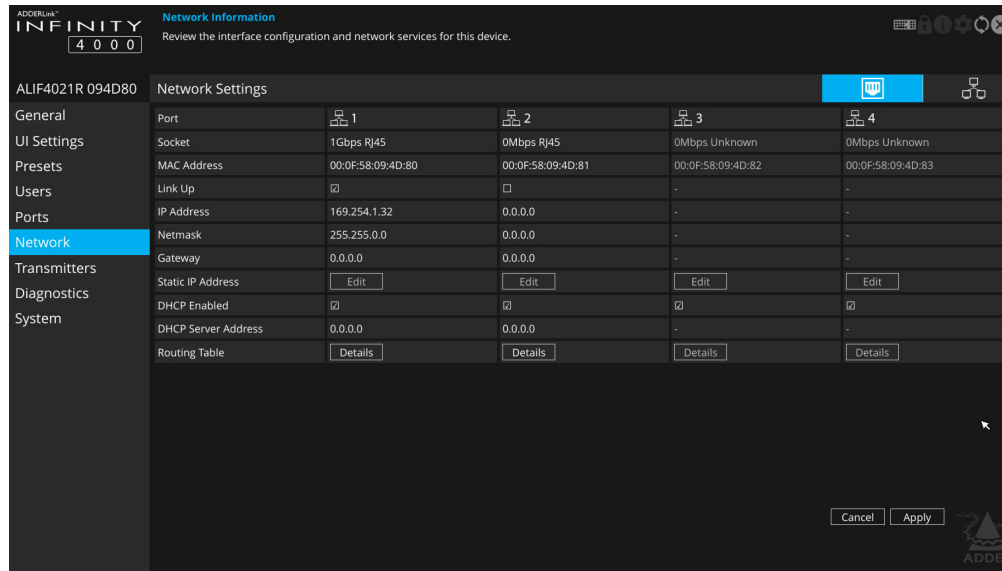 ADDERLink™
INFINITY
4000
Network Information
Review the interface configuration and network services for this device.
ALIF4021R 094D80
Network Settings
General
UI Settings
Presets
Users
Ports
Network
Transmitters
Diagnostics
System
Port 1 2 3 4
Socket 1Gbps RJ45 0Mbps RJ45 0Mbps Unknown 0Mbps Unknown
MAC Address 00:0F:58:09:4D:80 00:0F:58:09:4D:81 00:0F:58:09:4D:82 00:0F:58:09:4D:83
Link Up ☑ ☐ - -
IP Address 169.254.1.32 0.0.0.0 - -
Netmask 255.255.0.0 0.0.0.0 - -
Gateway 0.0.0.0 0.0.0.0 - -
Static IP Address Edit Edit Edit Edit
DHCP Enabled ☑ ☑ ☑ ☑
DHCP Server Address 0.0.0.0 0.0.0.0 - -
Routing Table Details Details Details Details
Cancel Apply
ADDE